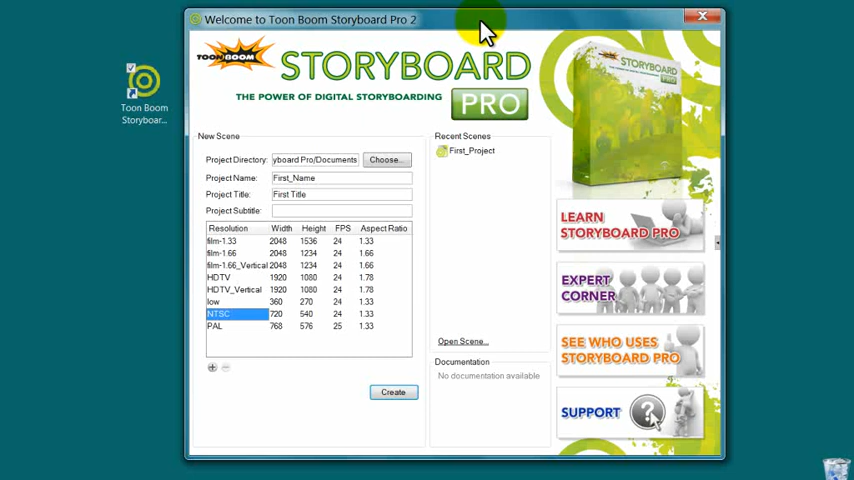 Welcome to Toon Boom Storyboard Pro 2
TOON BOOM
STORYBOARD
THE POWER OF DIGITAL STORYBOARDING
PRO
Toon Boom
Storyboar...
New Scene
Project Directory: yboard Pro/Documents Choose...
Project Name: First_Name
Project Title: First Title
Project Subtitle:
Resolution Width Height FPS Aspect Ratio
film-1.33 2048 1536 24 1.33
film-1.66 2048 1234 24 1.66
film-1.66_Vertical 2048 1234 24 1.66
HDTV 1920 1080 24 1.78
HDTV_Vertical 1920 1080 24 1.78
low 360 270 24 1.33
NTSC 720 540 24 1.33
PAL 768 576 25 1.33
Create
Recent Scenes
First_Project
Open Scene...
Documentation
No documentation available
STORYBOARD
PRO
LEARN
STORYBOARD PRO
EXPERT
CORNER
SEE WHO USES
STORYBOARD PRO
SUPPORT ?